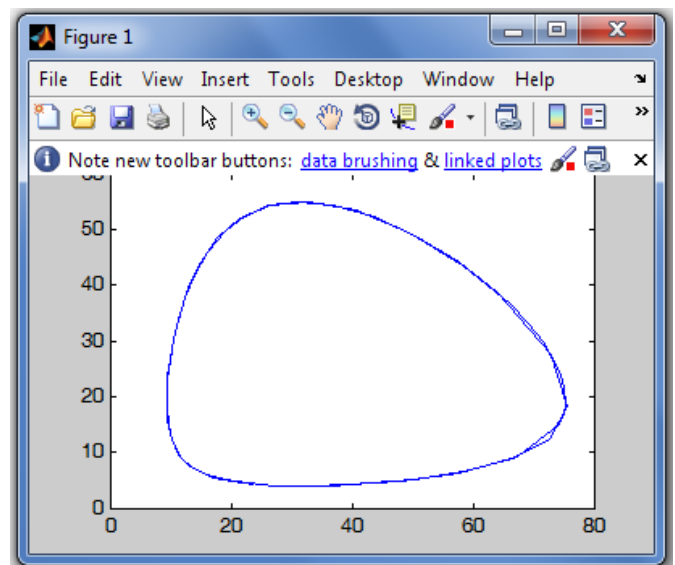 Figure 1
File Edit View Insert Tools Desktop Window Help
Note new toolbar buttons: data brushing & linked plots
50
40
30
20
10
0
0 20 40 60 80